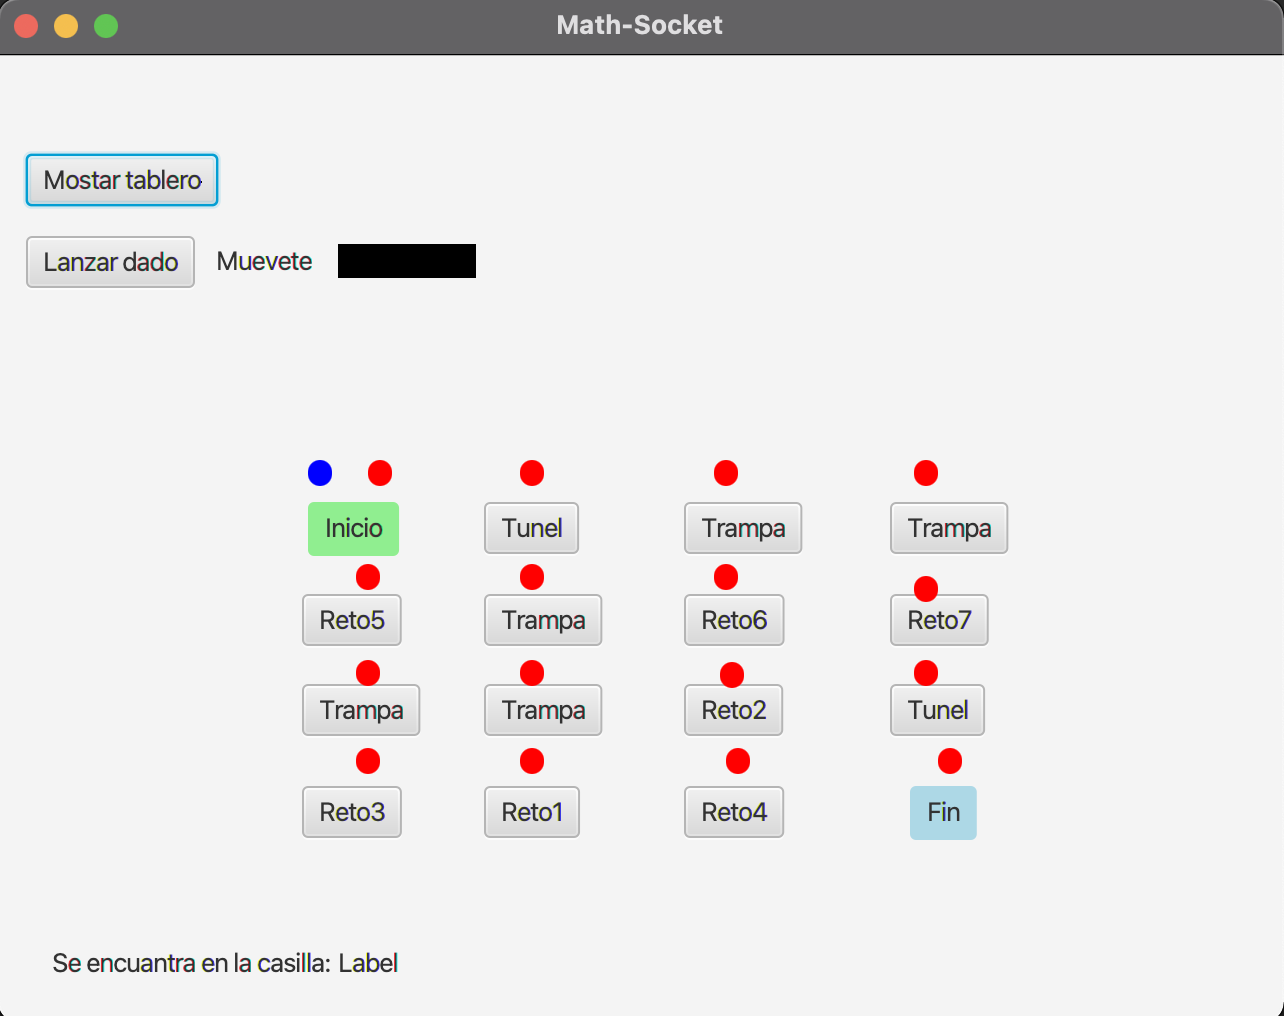 Math-Socket
Mostar tablero
Lanzar dado Muevete
Inicio Tunel Trampa Trampa
Reto5 Trampa Reto6 Reto7
Trampa Trampa Reto2 Tunel
Reto3 Reto1 Reto4 Fin
Se encuantra en la casilla: Label